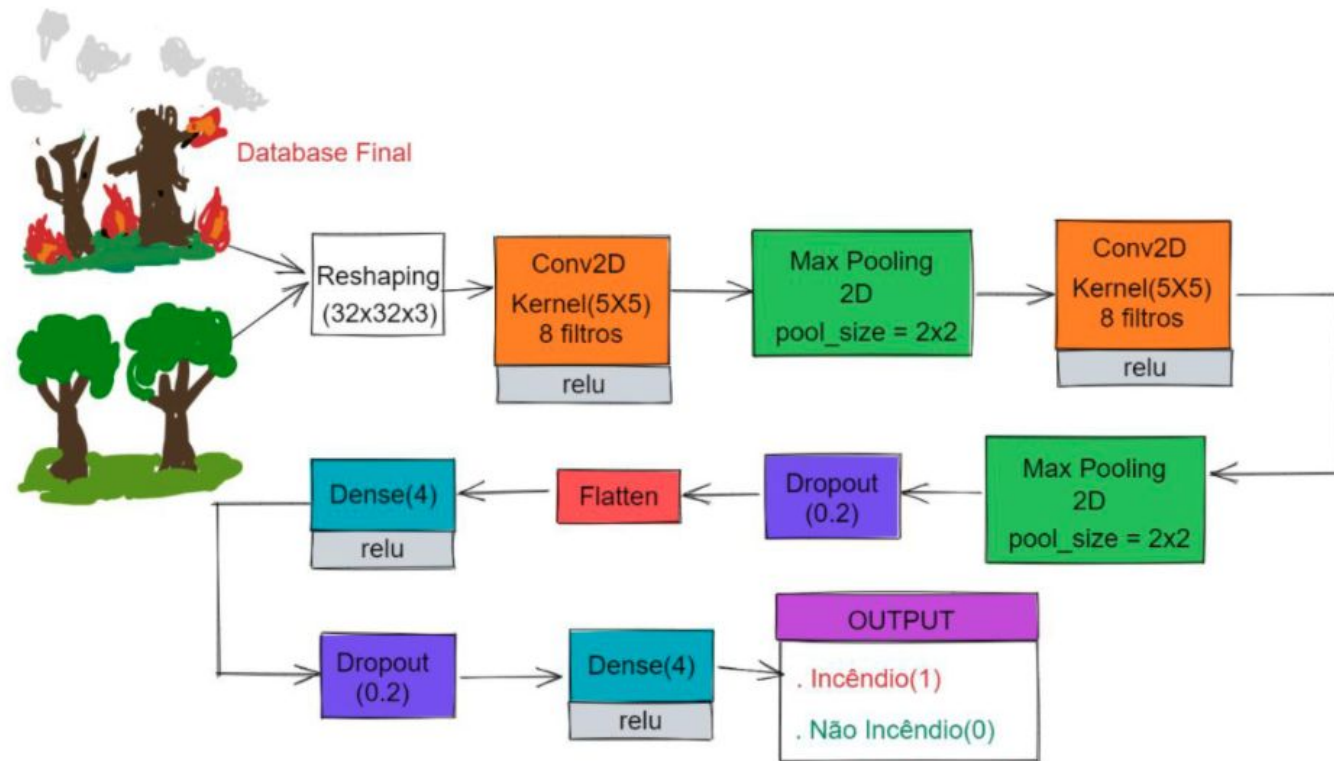 Database Final
Reshaping
(32x32x3)
Conv2D
Kernel(5X5)
8 filtros
relu
Max Pooling
2D
pool_size = 2x2
Conv2D
Kernel(5X5)
8 filtros
relu
Max Pooling
2D
pool_size = 2x2
Dropout
(0.2)
Flatten
Dense(4)
relu
Dropout
(0.2)
Dense(4)
relu
OUTPUT
. Incêndio(1)
. Não Incêndio(0)